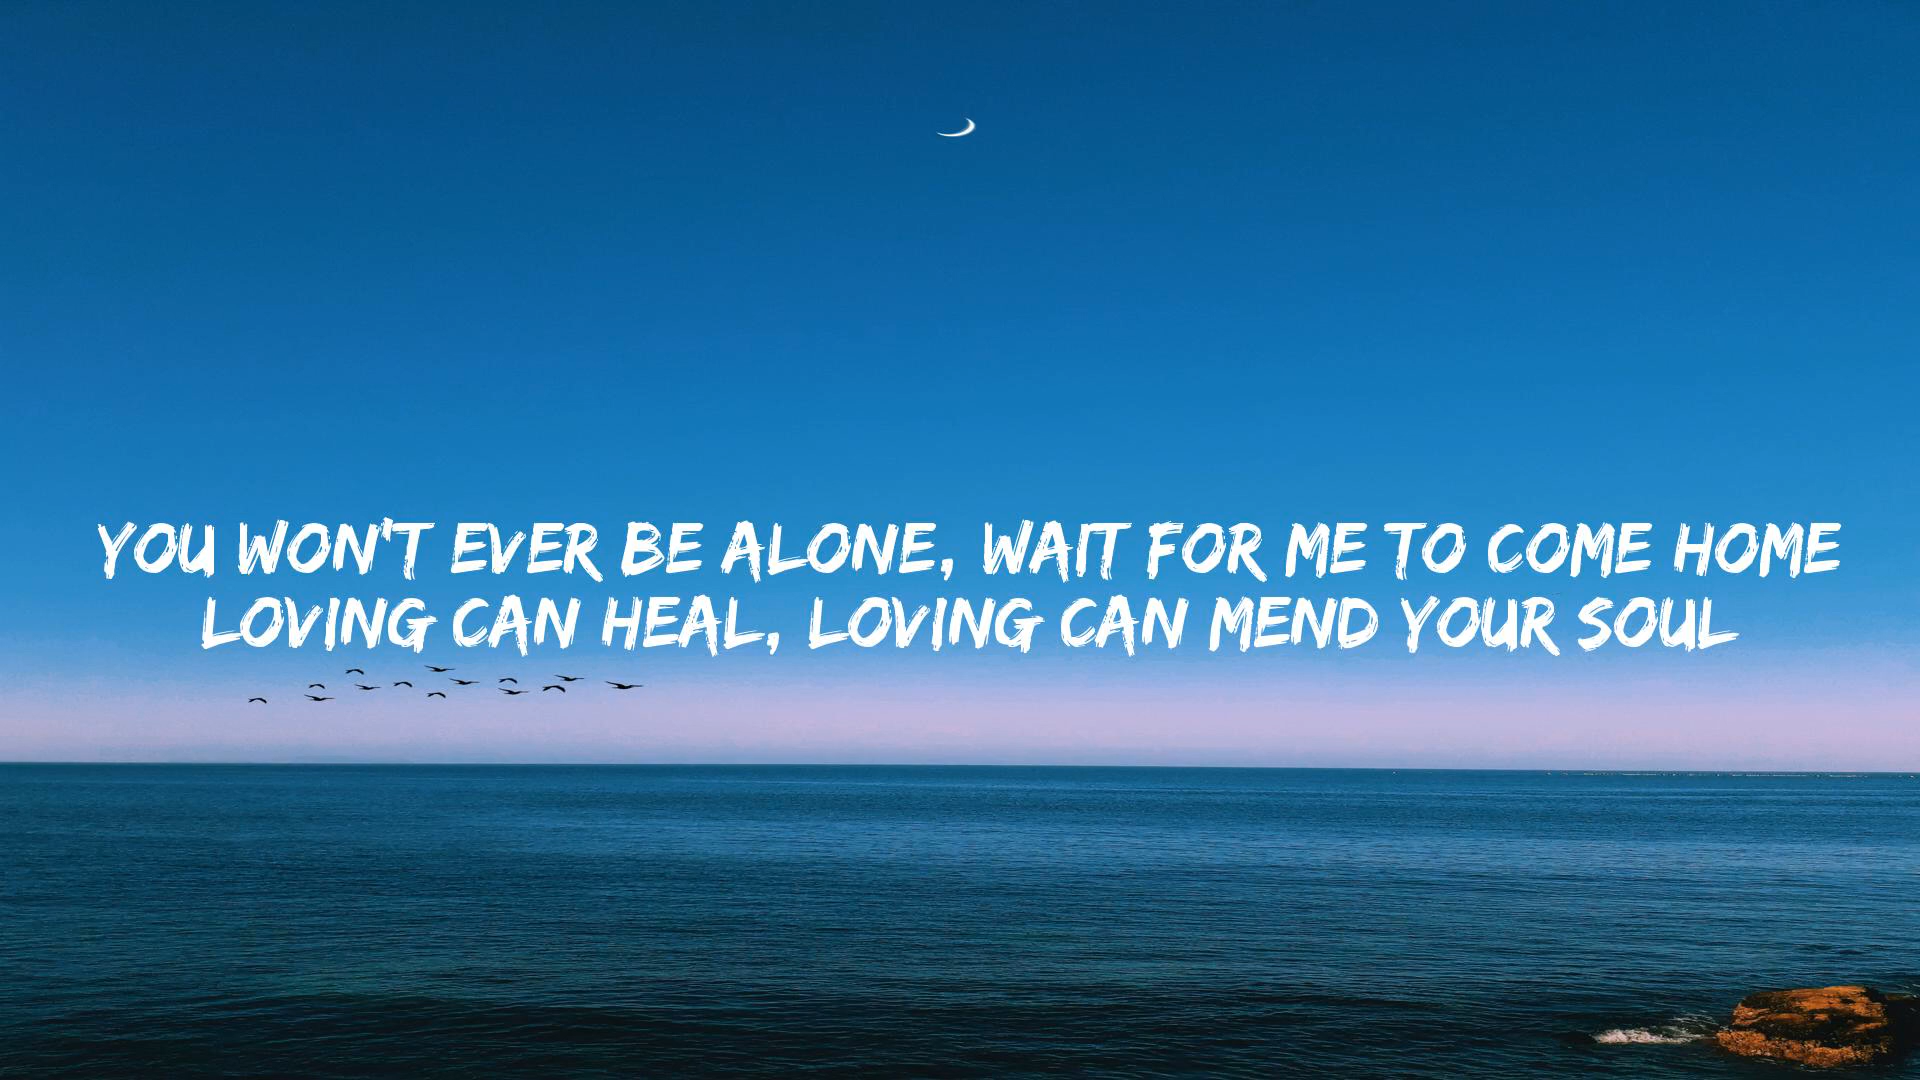 YOU WON'T EVER BE ALONE, WAIT FOR ME TO COME HOME
LOVING CAN HEAL, LOVING CAN MEND YOUR SOUL